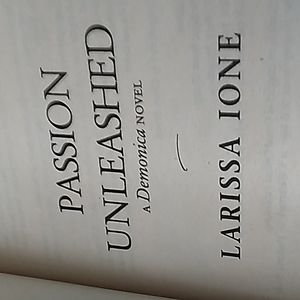 PASSION
UNLEASHED
A Demonica NOVEL
LARISSA IONE